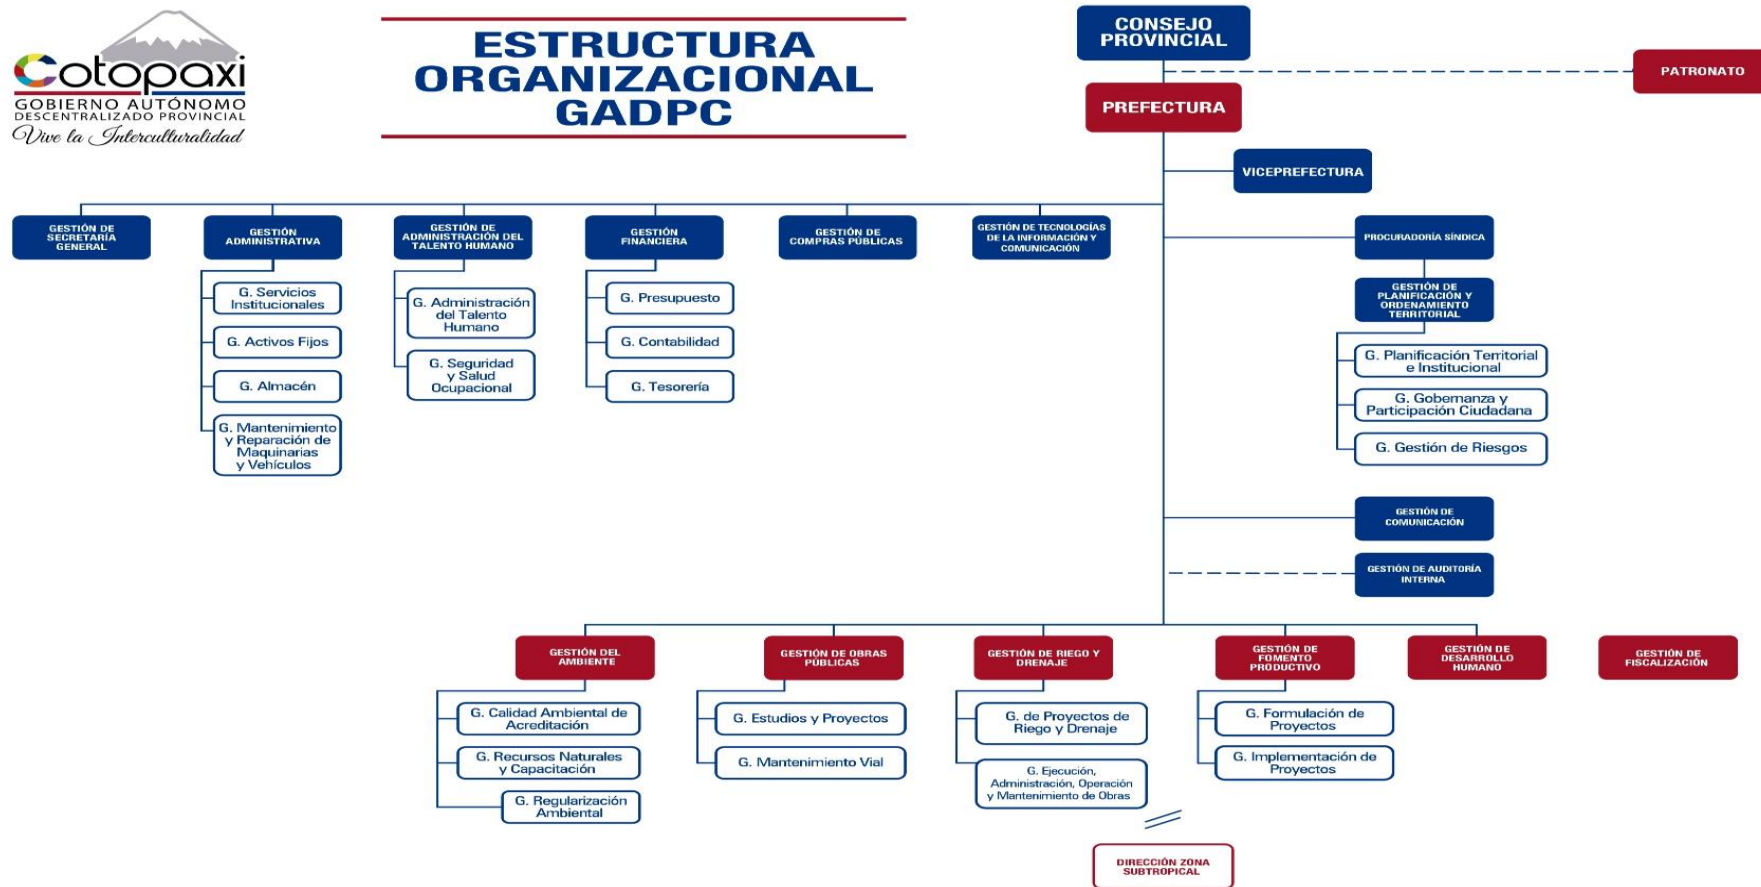 Cotopaxi
GOBIERNO AUTÓNOMO
DESCENTRALIZADO PROVINCIAL
Vive la Interculturalidad
ESTRUCTURA
ORGANIZACIONAL
GADPC
CONSEJO
PROVINCIAL
PATRONATO
PREFECTURA
VICEPREFECTURA
GESTIÓN DE
SECRETARÍA
GENERAL
GESTIÓN
ADMINISTRATIVA
GESTIÓN DE
ADMINISTRACIÓN DEL
TALENTO HUMANO
GESTIÓN
FINANCIERA
GESTIÓN DE
COMPRAS PÚBLICAS
GESTIÓN DE TECNOLOGÍAS
DE LA INFORMACIÓN Y
COMUNICACIÓN
PROCURADORÍA SÍNDICA
G. Servicios
Institucionales
G. Activos Fijos
G. Almacén
G. Mantenimiento
y Reparación de
Maquinarias
y Vehículos
G. Administración
del Talento
Humano
G. Seguridad
y Salud
Ocupacional
G. Presupuesto
G. Contabilidad
G. Tesorería
GESTIÓN DE
PLANIFICACIÓN Y
ORDENAMIENTO
TERRITORIAL
G. Planificación Territorial
e Institucional
G. Gobernanza y
Participación Ciudadana
G. Gestión de Riesgos
GESTIÓN DE
COMUNICACIÓN
GESTIÓN DE AUDITORÍA
INTERNA
GESTIÓN DEL
AMBIENTE
GESTIÓN DE OBRAS
PÚBLICAS
GESTIÓN DE RIEGO Y
DRENAJE
GESTIÓN DE
FOMENTO
PRODUCTIVO
GESTIÓN DE
DESARROLLO
HUMANO
GESTIÓN DE
FISCALIZACIÓN
G. Calidad Ambiental de
Acreditación
G. Recursos Naturales
y Capacitación
G. Regularización
Ambiental
G. Estudios y Proyectos
G. Mantenimiento Vial
G. de Proyectos de
Riego y Drenaje
G. Ejecución,
Administración, Operación
y Mantenimiento de Obras
G. Formulación de
Proyectos
G. Implementación de
Proyectos
DIRECCIÓN ZONA
SUBTROPICAL